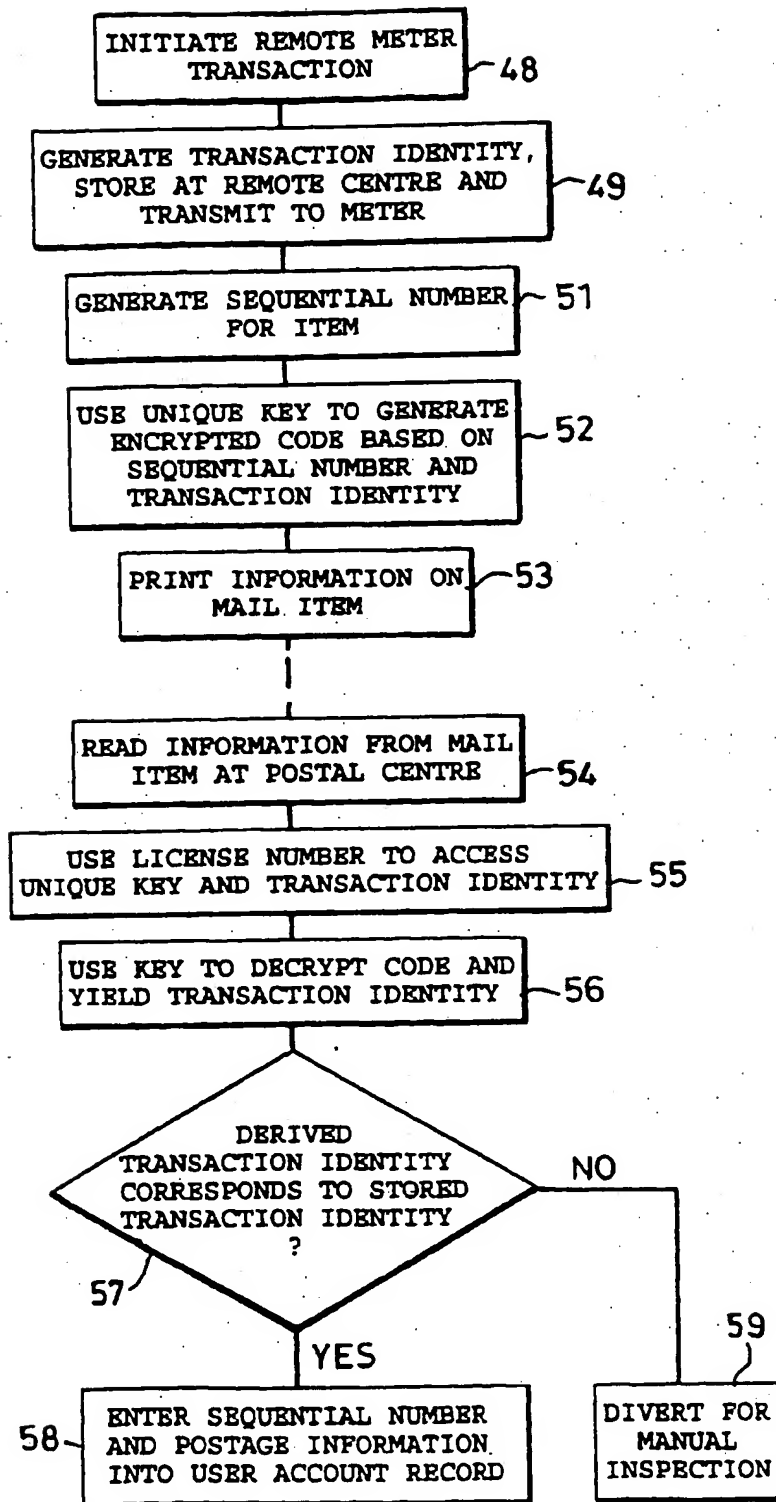 INITIATE REMOTE METER
TRANSACTION
48
GENERATE TRANSACTION IDENTITY,
STORE AT REMOTE CENTRE AND
TRANSMIT TO METER
49
GENERATE SEQUENTIAL NUMBER
FOR ITEM
51
USE UNIQUE KEY TO GENERATE
ENCRYPTED CODE BASED ON
SEQUENTIAL NUMBER AND
TRANSACTION IDENTITY
52
PRINT INFORMATION ON
MAIL ITEM
53
READ INFORMATION FROM MAIL
ITEM AT POSTAL CENTRE
54
USE LICENSE NUMBER TO ACCESS
UNIQUE KEY AND TRANSACTION IDENTITY
55
USE KEY TO DECRYPT CODE AND
YIELD TRANSACTION IDENTITY
56
DERIVED
TRANSACTION IDENTITY
CORRESPONDS TO STORED
TRANSACTION IDENTITY
?
57
NO
YES
58
ENTER SEQUENTIAL NUMBER
AND POSTAGE INFORMATION
INTO USER ACCOUNT RECORD
59
DIVERT FOR
MANUAL
INSPECTION